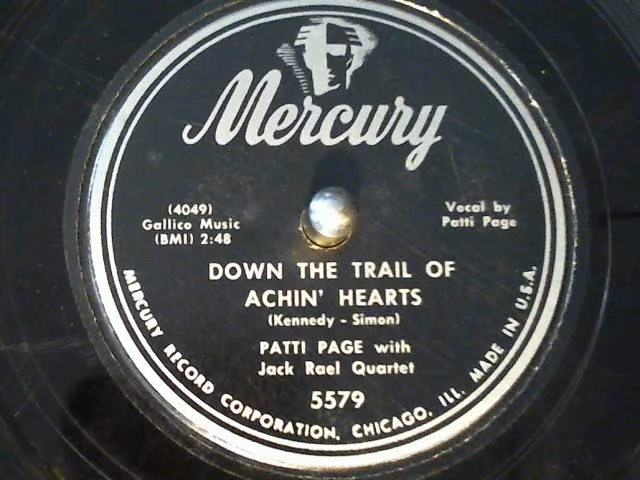 Mercury
(4049)
Gallico Music
(BMI) 2:48
Vocal by
Patti Page
DOWN THE TRAIL OF
ACHIN' HEARTS
(Kennedy - Simon)
PATTI PAGE with
Jack Rael Quartet
5579
MERCURY RECORD CORPORATION, CHICAGO, ILL. MADE IN U.S.A.